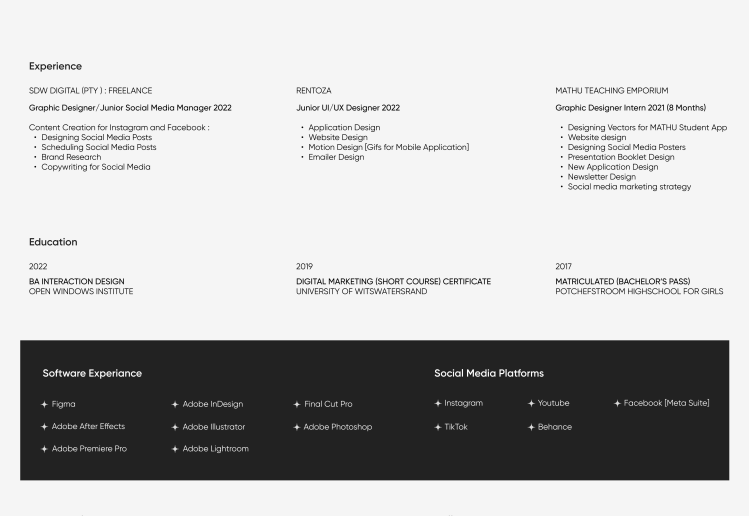 Experience
SDW DIGITAL (PTY ) : FREELANCE
Graphic Designer/Junior Social Media Manager 2022
Content Creation for Instagram and Facebook :
• Designing Social Media Posts
• Scheduling Social Media Posts
• Brand Research
• Copywriting for Social Media
RENTOZA
Junior UI/UX Designer 2022
• Application Design
• Website Design
• Motion Design [Gifs for Mobile Application]
• Emailer Design
MATHU TEACHING EMPORIUM
Graphic Designer Intern 2021 (8 Months)
• Designing Vectors for MATHU Student App
• Website design
• Designing Social Media Posters
• Presentation Booklet Design
• New Application Design
• Newsletter Design
• Social media marketing strategy
Education
2022
BA INTERACTION DESIGN
OPEN WINDOWS INSTITUTE
2019
DIGITAL MARKETING (SHORT COURSE) CERTIFICATE
UNIVERSITY OF WITSWATERSRAND
2017
MATRICULATED (BACHELOR'S PASS)
POTCHEFSTROOM HIGHSCHOOL FOR GIRLS
Software Experiance
Figma
Adobe After Effects
Adobe Premiere Pro
Adobe InDesign
Adobe Illustrator
Adobe Lightroom
Final Cut Pro
Adobe Photoshop
Social Media Platforms
Instagram
TikTok
Youtube
Behance
Facebook [Meta Suite]